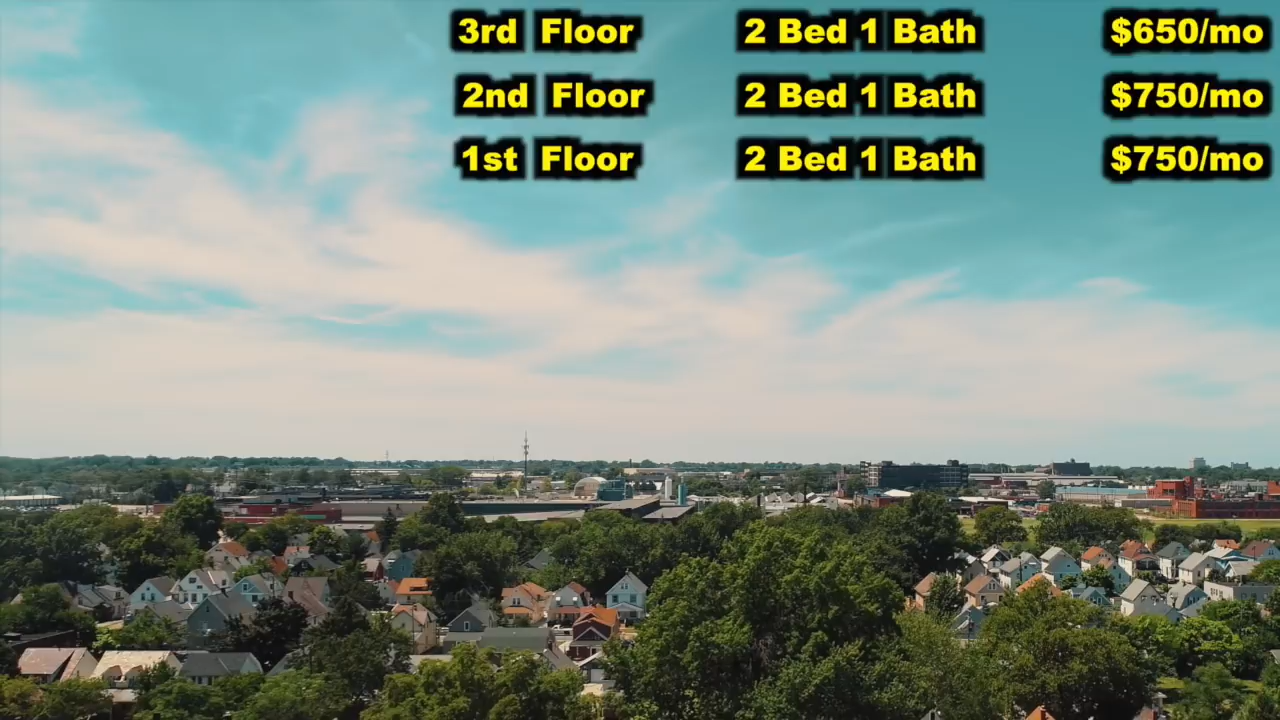 3rd Floor 2 Bed 1 Bath $650/mo
2nd Floor 2 Bed 1 Bath $750/mo
1st Floor 2 Bed 1 Bath $750/mo